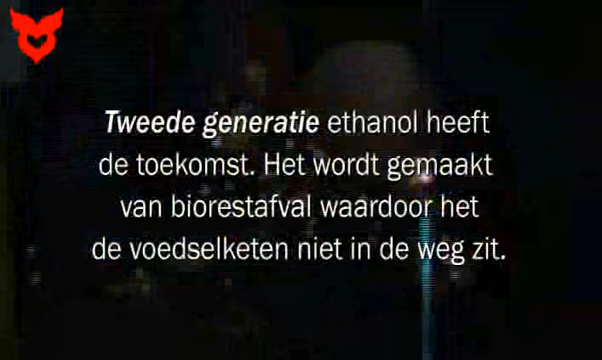 Tweede generatie ethanol heeft
de toekomst. Het wordt gemaakt
van biorestafval waardoor het
de voedselketen niet in de weg zit.